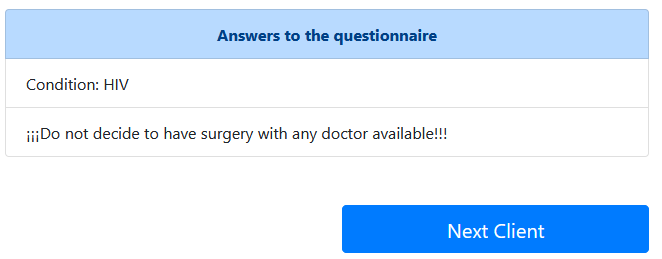 Answers to the questionnaire
Condition: HIV
¡¡¡Do not decide to have surgery with any doctor available!!!
Next Client